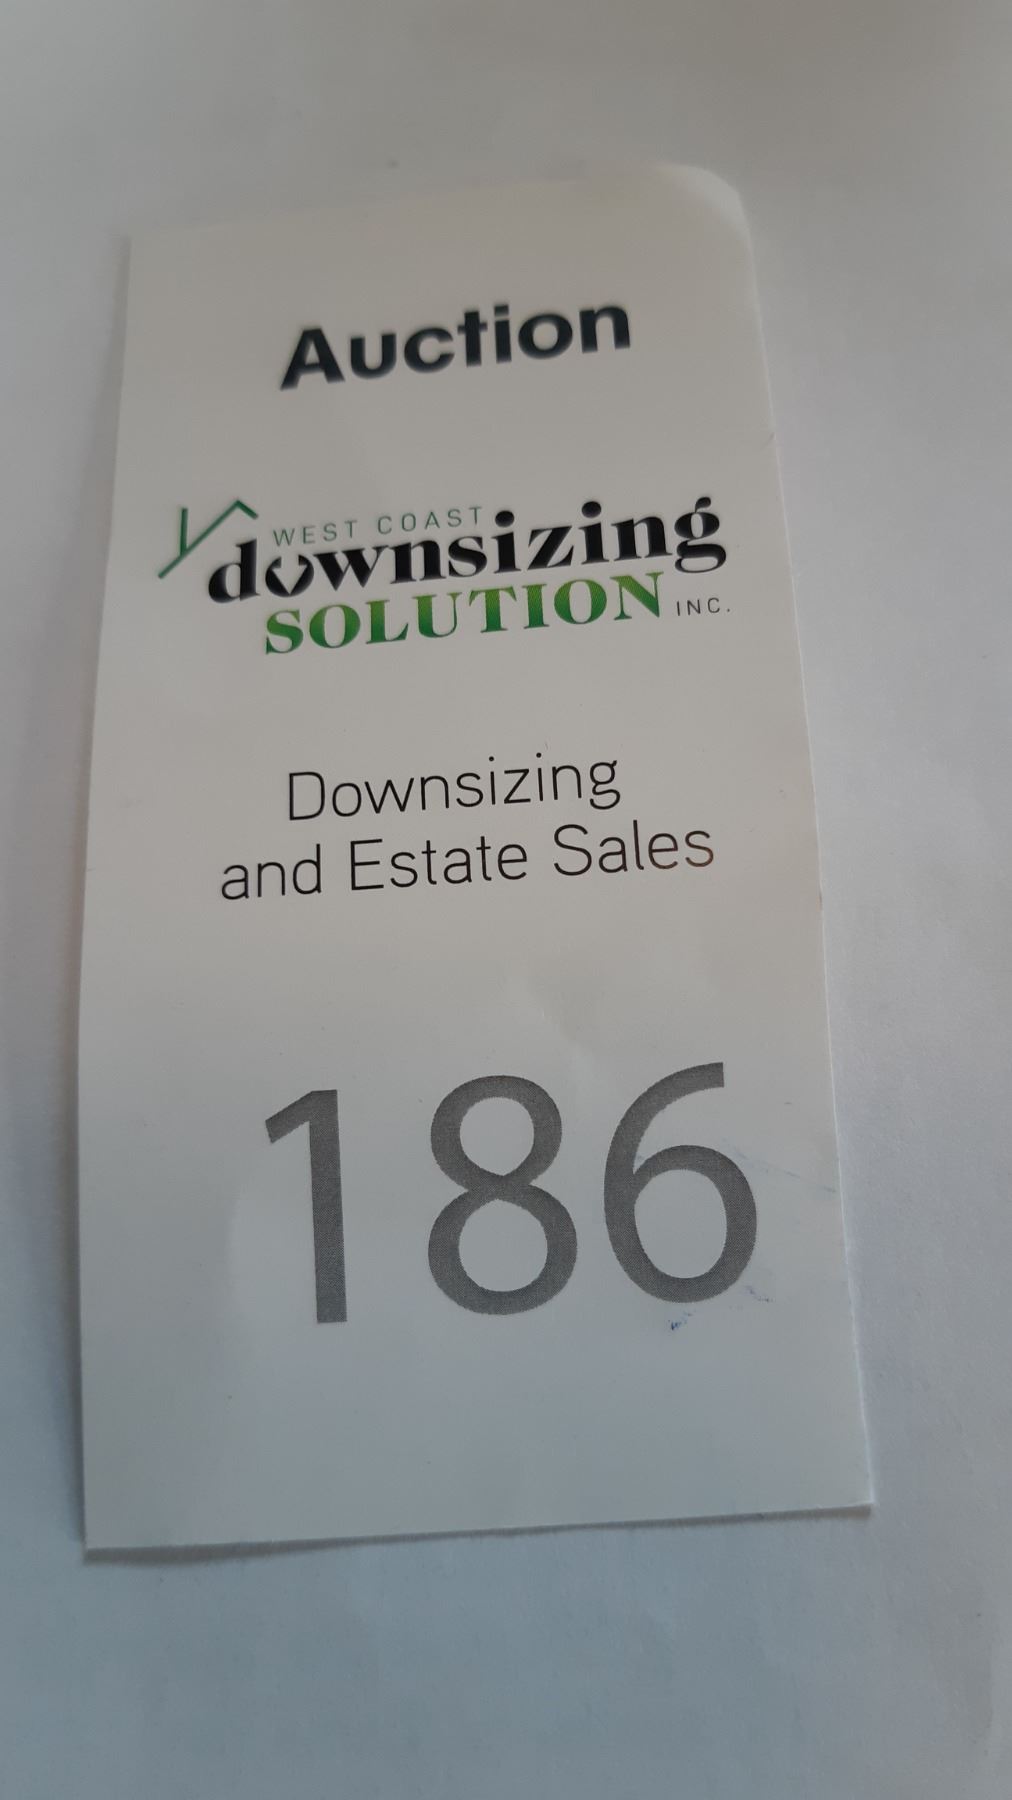 Auction
WEST COAST
downsizing
SOLUTION INC.
Downsizing
and Estate Sales
186